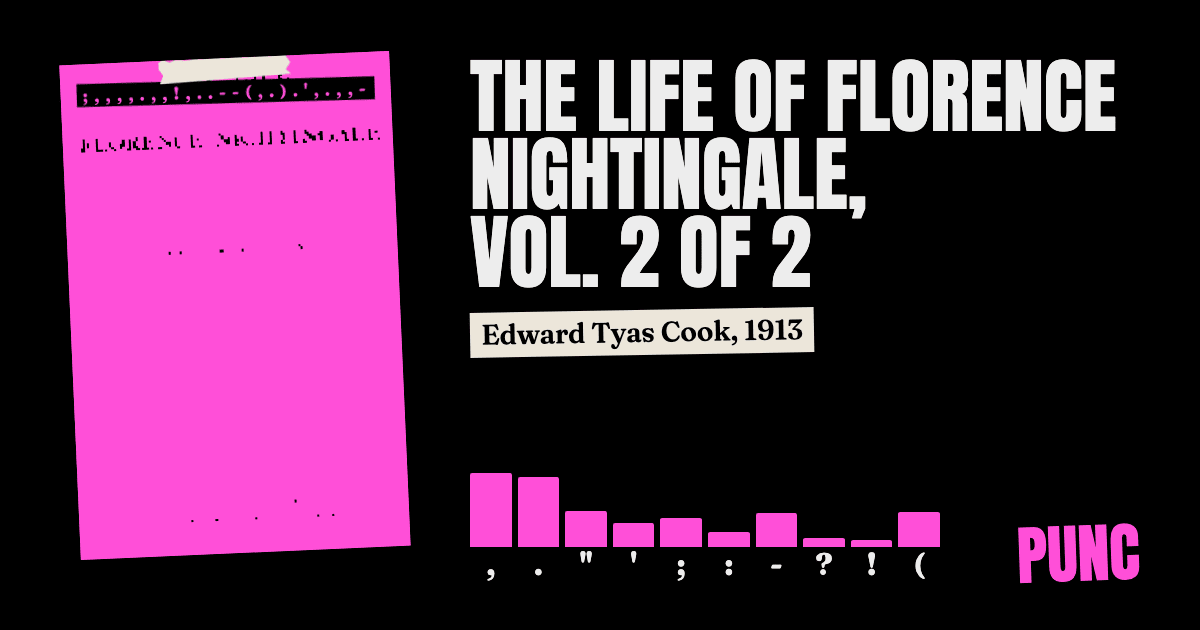 ;,,,,.,,!,..--(,.).',.,,-
THE LIFE OF FLORENCE
NIGHTINGALE,
VOL. 2 OF 2
Edward Tyas Cook, 1913
, . " ' ; : - ? ! (
PUNC